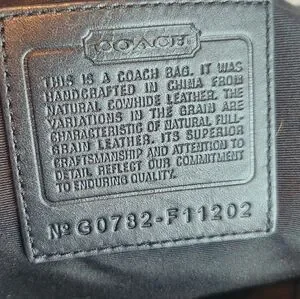 COACH
THIS IS A COACH BAG. IT WAS
HANDCRAFTED IN CHINA FROM
NATURAL COWHIDE LEATHER. THE
VARIATIONS IN THE GRAIN ARE
CHARACTERISTIC OF NATURAL FULL-
GRAIN LEATHER. ITS SUPERIOR
CRAFTSMANSHIP AND ATTENTION TO
DETAIL REFLECT OUR COMMITMENT
TO ENDURING QUALITY.
Nº G0782-F11202